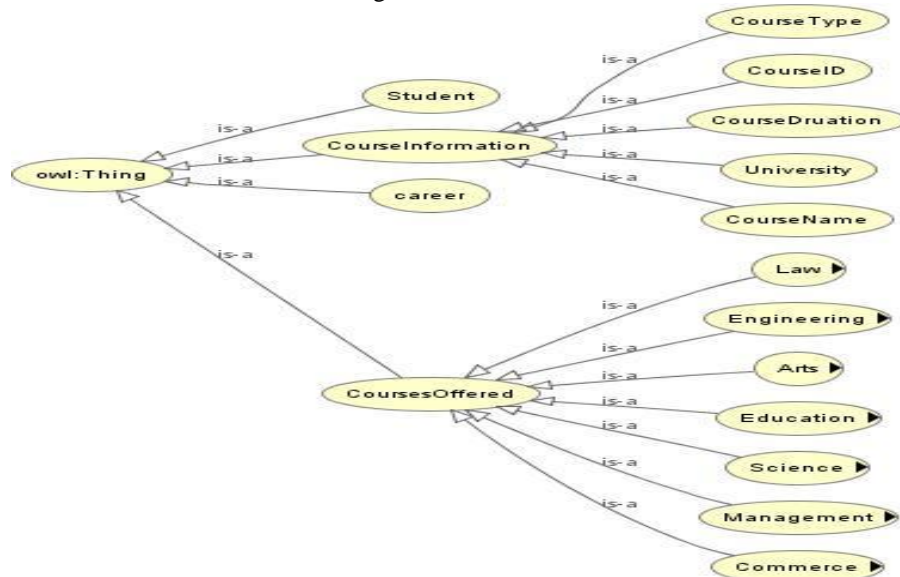 CourseType
is-a
CourseID
is-a
Student
CourseDruation
is-a
is-a
CourseInformation
is-a
is-a
owl:Thing
University
is-a
is-a
career
CourseName
is-a
Law
is-a
Engineering
is-a
Arts
CoursesOffered
is-a
is-a
Education
is-a
Science
is-a
Management
is-a
Commerce